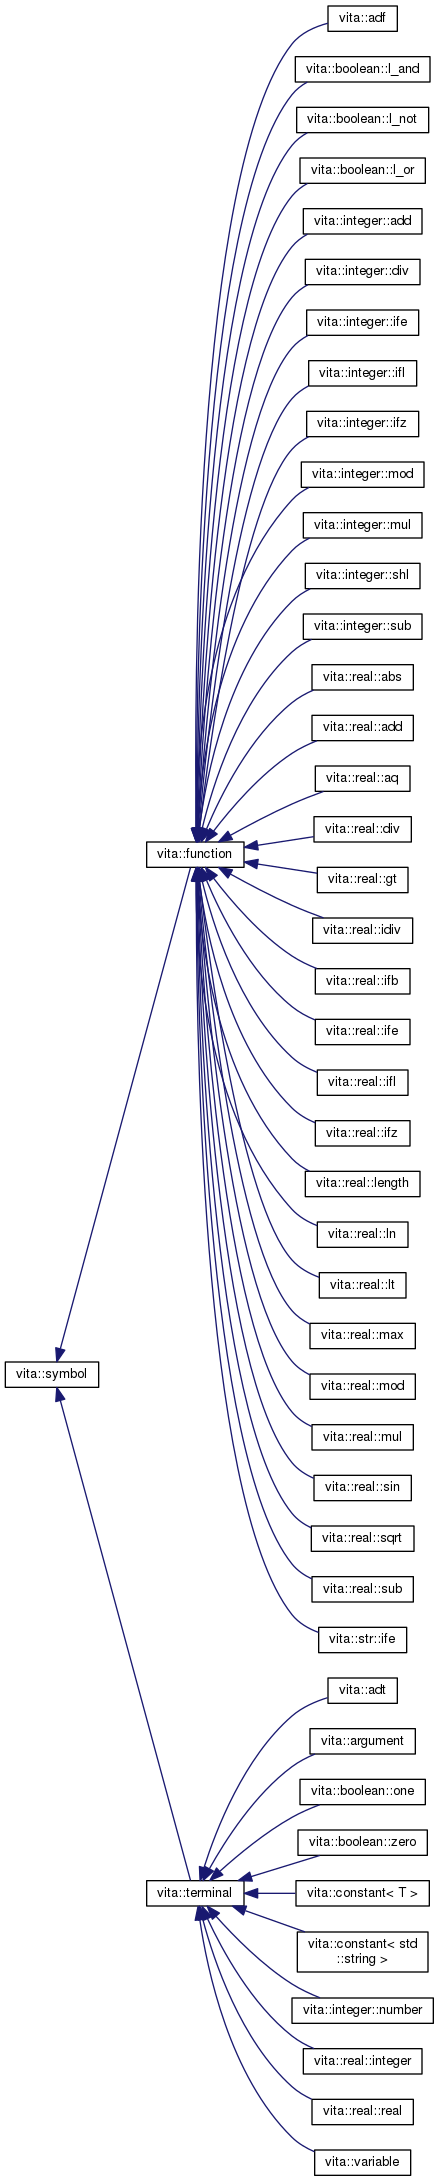 vita::adf
vita::boolean::l_and
vita::boolean::l_not
vita::boolean::l_or
vita::integer::add
vita::integer::div
vita::integer::ife
vita::integer::ifl
vita::integer::ifz
vita::integer::mod
vita::integer::mul
vita::integer::shl
vita::integer::sub
vita::real::abs
vita::real::add
vita::real::aq
vita::real::div
vita::function
vita::real::gt
vita::real::idiv
vita::real::ifb
vita::real::ife
vita::real::ifl
vita::real::ifz
vita::real::length
vita::real::ln
vita::real::lt
vita::real::max
vita::symbol
vita::real::mod
vita::real::mul
vita::real::sin
vita::real::sqrt
vita::real::sub
vita::str::ife
vita::adt
vita::argument
vita::boolean::one
vita::boolean::zero
vita::terminal
vita::constant< T >
vita::constant< std
::string >
vita::integer::number
vita::real::integer
vita::real::real
vita::variable